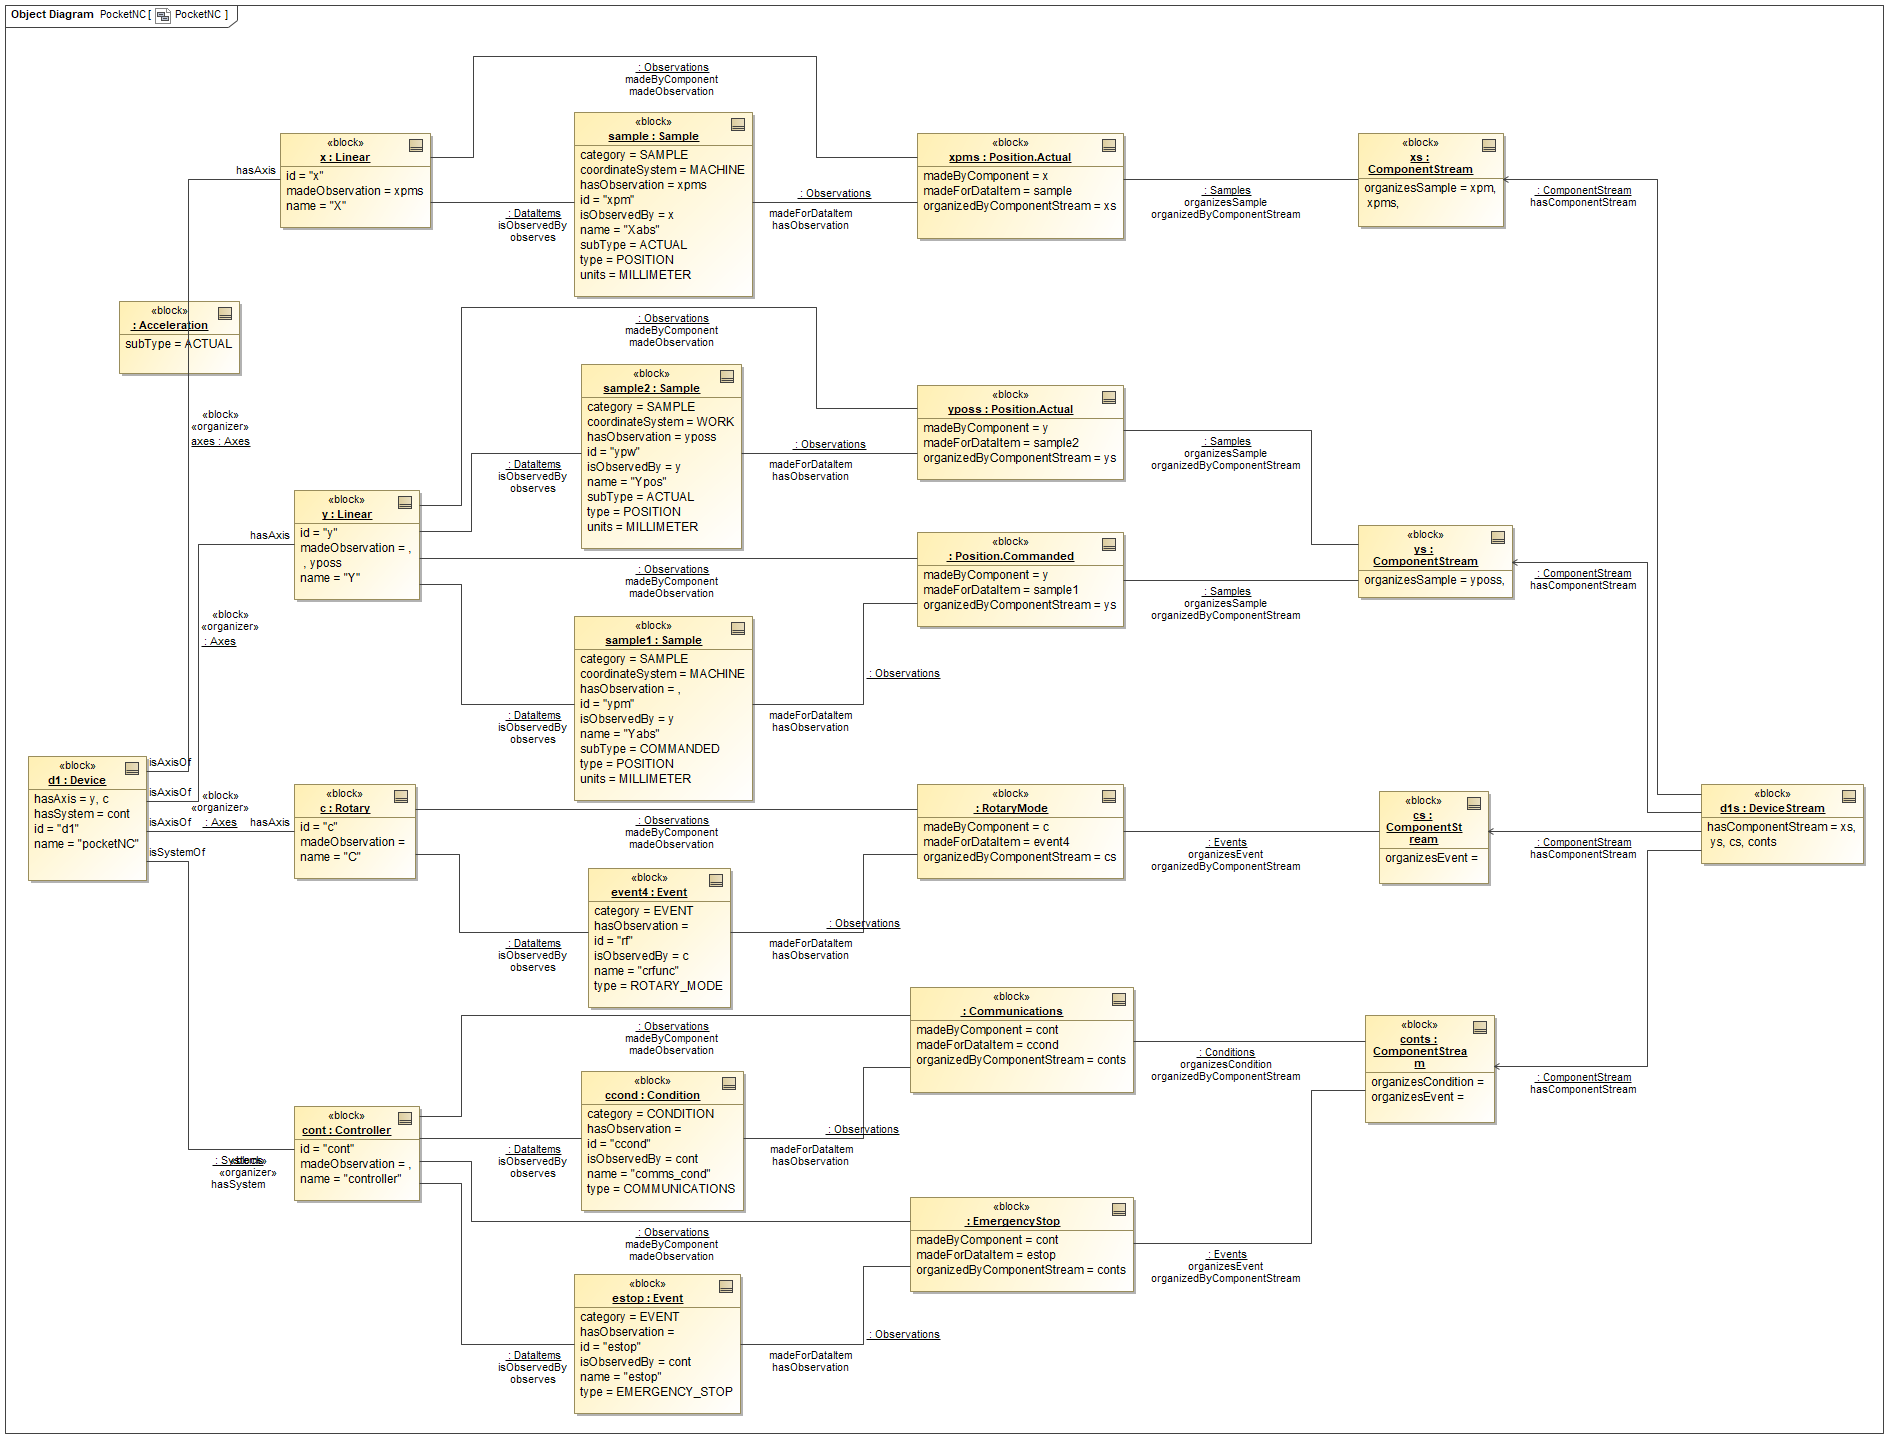 Object Diagram PocketNC [ PocketNC ]
: Observations
madeByComponent
madeObservation
«block»
x : Linear
id = "x"
madeObservation = xpms
name = "X"
hasAxis
«block»
sample : Sample
category = SAMPLE
coordinateSystem = MACHINE
hasObservation = xpms
id = "xpm"
isObservedBy = x
name = "Xabs"
subType = ACTUAL
type = POSITION
units = MILLIMETER
: DataItems
isObservedBy
observes
: Observations
madeForDataItem
hasObservation
«block»
xpms : Position.Actual
madeByComponent = x
madeForDataItem = sample
organizedByComponentStream = xs
: Samples
organizesSample
organizedByComponentStream
«block»
xs :
ComponentStream
organizesSample = xpm,
xpms,
: ComponentStream
hasComponentStream
«block»
: Acceleration
subType = ACTUAL
«block»
«organizer»
axes : Axes
: Observations
madeByComponent
madeObservation
«block»
sample2 : Sample
category = SAMPLE
coordinateSystem = WORK
hasObservation = yposs
id = "ypw"
isObservedBy = y
name = "Ypos"
subType = ACTUAL
type = POSITION
units = MILLIMETER
: DataItems
isObservedBy
observes
: Observations
madeForDataItem
hasObservation
«block»
yposs : Position.Actual
madeByComponent = y
madeForDataItem = sample2
organizedByComponentStream = ys
: Samples
organizesSample
organizedByComponentStream
«block»
y : Linear
id = "y"
madeObservation = ,
, yposs
name = "Y"
hasAxis
: Observations
madeByComponent
madeObservation
«block»
: Position.Commanded
madeByComponent = y
madeForDataItem = sample1
organizedByComponentStream = ys
: Samples
organizesSample
organizedByComponentStream
«block»
ys :
ComponentStream
organizesSample = yposs,
: ComponentStream
hasComponentStream
«block»
«organizer»
: Axes
«block»
sample1 : Sample
category = SAMPLE
coordinateSystem = MACHINE
hasObservation = ,
id = "ypm"
isObservedBy = y
name = "Yabs"
subType = COMMANDED
type = POSITION
units = MILLIMETER
: DataItems
isObservedBy
observes
: Observations
madeForDataItem
hasObservation
«block»
d1 : Device
hasAxis = y, c
hasSystem = cont
id = "d1"
name = "pocketNC"
isAxisOf
isAxisOf
isAxisOf
isSystemOf
«block»
«organizer»
: Axes
hasAxis
«block»
c : Rotary
id = "c"
madeObservation =
name = "C"
: Observations
madeByComponent
madeObservation
«block»
: RotaryMode
madeByComponent = c
madeForDataItem = event4
organizedByComponentStream = cs
: Events
organizesEvent
organizedByComponentStream
«block»
cs :
ComponentSt
ream
organizesEvent =
: ComponentStream
hasComponentStream
«block»
d1s : DeviceStream
hasComponentStream = xs,
ys, cs, conts
«block»
event4 : Event
category = EVENT
hasObservation =
id = "rf"
isObservedBy = c
name = "crfunc"
type = ROTARY_MODE
: DataItems
isObservedBy
observes
: Observations
madeForDataItem
hasObservation
: Observations
madeByComponent
madeObservation
«block»
: Communications
madeByComponent = cont
madeForDataItem = ccond
organizedByComponentStream = conts
: Conditions
organizesCondition
organizedByComponentStream
«block»
conts :
ComponentStrea
m
organizesCondition =
organizesEvent =
: ComponentStream
hasComponentStream
«block»
ccond : Condition
category = CONDITION
hasObservation =
id = "ccond"
isObservedBy = cont
name = "comms_cond"
type = COMMUNICATIONS
: DataItems
isObservedBy
observes
: Observations
madeForDataItem
hasObservation
«block»
cont : Controller
id = "cont"
madeObservation = ,
name = "controller"
: Systems
«block»
«organizer»
hasSystem
: Observations
madeByComponent
madeObservation
«block»
: EmergencyStop
madeByComponent = cont
madeForDataItem = estop
organizedByComponentStream = conts
: Events
organizesEvent
organizedByComponentStream
«block»
estop : Event
category = EVENT
hasObservation =
id = "estop"
isObservedBy = cont
name = "estop"
type = EMERGENCY_STOP
: DataItems
isObservedBy
observes
: Observations
madeForDataItem
hasObservation